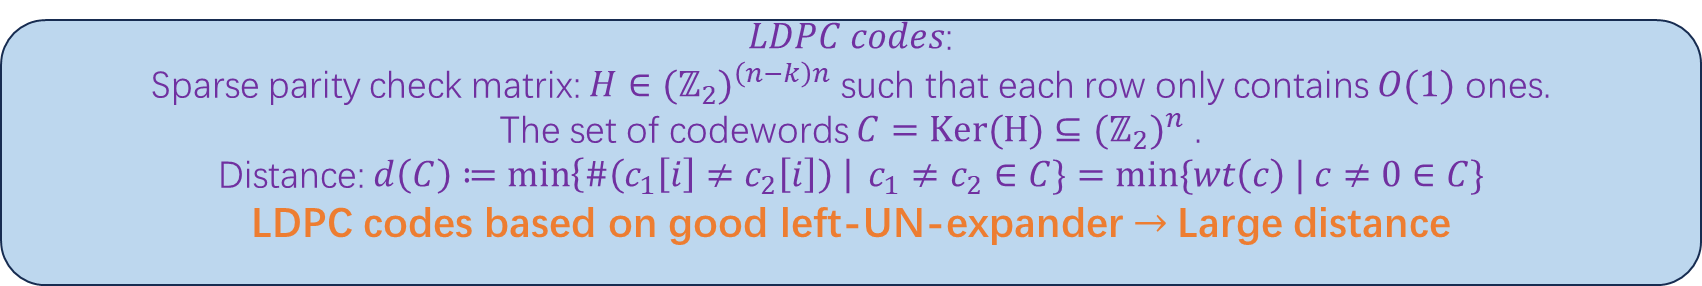 LDPC codes:
Sparse parity check matrix: H ∈ (ℤ₂)⁽ⁿ⁻ᵏ⁾ⁿ such that each row only contains O(1) ones.
The set of codewords C = Ker(H) ⊆ (ℤ₂)ⁿ .
Distance: d(C) ≔ min{#(c₁[i] ≠ c₂[i]) | c₁ ≠ c₂ ∈ C} = min{wt(c) | c ≠ 0 ∈ C}
LDPC codes based on good left-UN-expander → Large distance